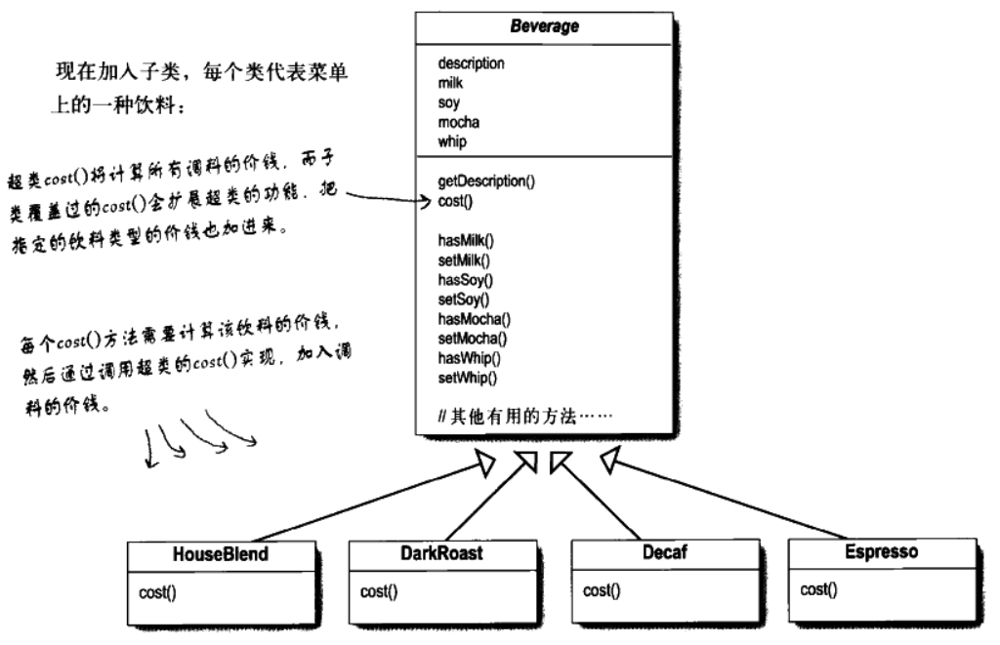 Beverage
description
milk
soy
mocha
whip
getDescription()
cost()
hasMilk()
setMilk()
hasSoy()
setSoy()
hasMocha()
setMocha()
hasWhip()
setWhip()
//其他有用的方法……
现在加入子类，每个类代表菜单
上的一种饮料：
超类cost()将计算所有调料的价钱，而子
类覆盖过的cost()会扩展超类的功能，把
指定的饮料类型的价钱也加进来。
每个cost()方法需要计算该饮料的价钱，
然后通过调用超类的cost()实现，加入调
料的价钱。
HouseBlend
cost()
DarkRoast
cost()
Decaf
cost()
Espresso
cost()